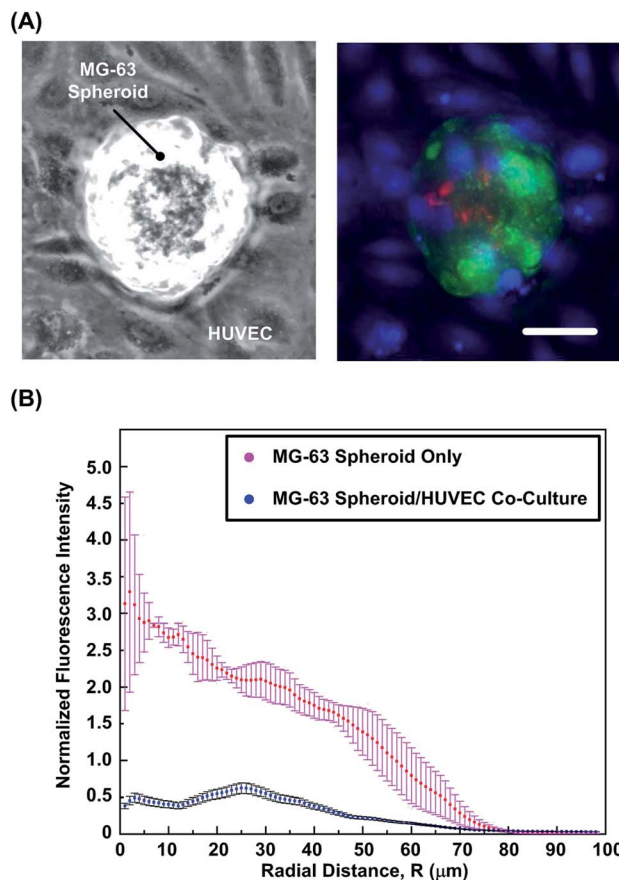 (A)
MG-63
Spheroid
HUVEC
(B)
Normalized Fluorescence Intensity
5.0
4.5
4.0
3.5
3.0
2.5
2.0
1.5
1.0
0.5
0
MG-63 Spheroid Only
MG-63 Spheroid/HUVEC Co-Culture
0 10 20 30 40 50 60 70 80 90 100
Radial Distance, R (μm)